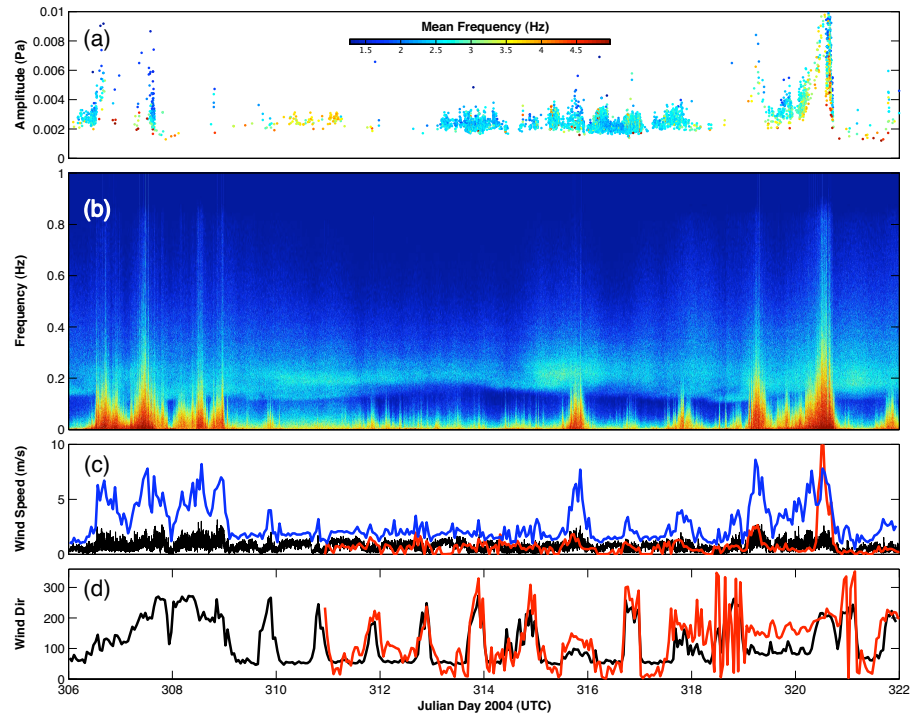 (a)
Mean Frequency (Hz)
1.5 2 2.5 3 3.5 4 4.5
Amplitude (Pa)
0.01
0.008
0.006
0.004
0.002
0
(b)
Frequency (Hz)
1
0.8
0.6
0.4
0.2
0
(c)
Wind Speed (m/s)
10
5
0
(d)
Wind Dir
300
200
100
0
306 308 310 312 314 316 318 320 322
Julian Day 2004 (UTC)